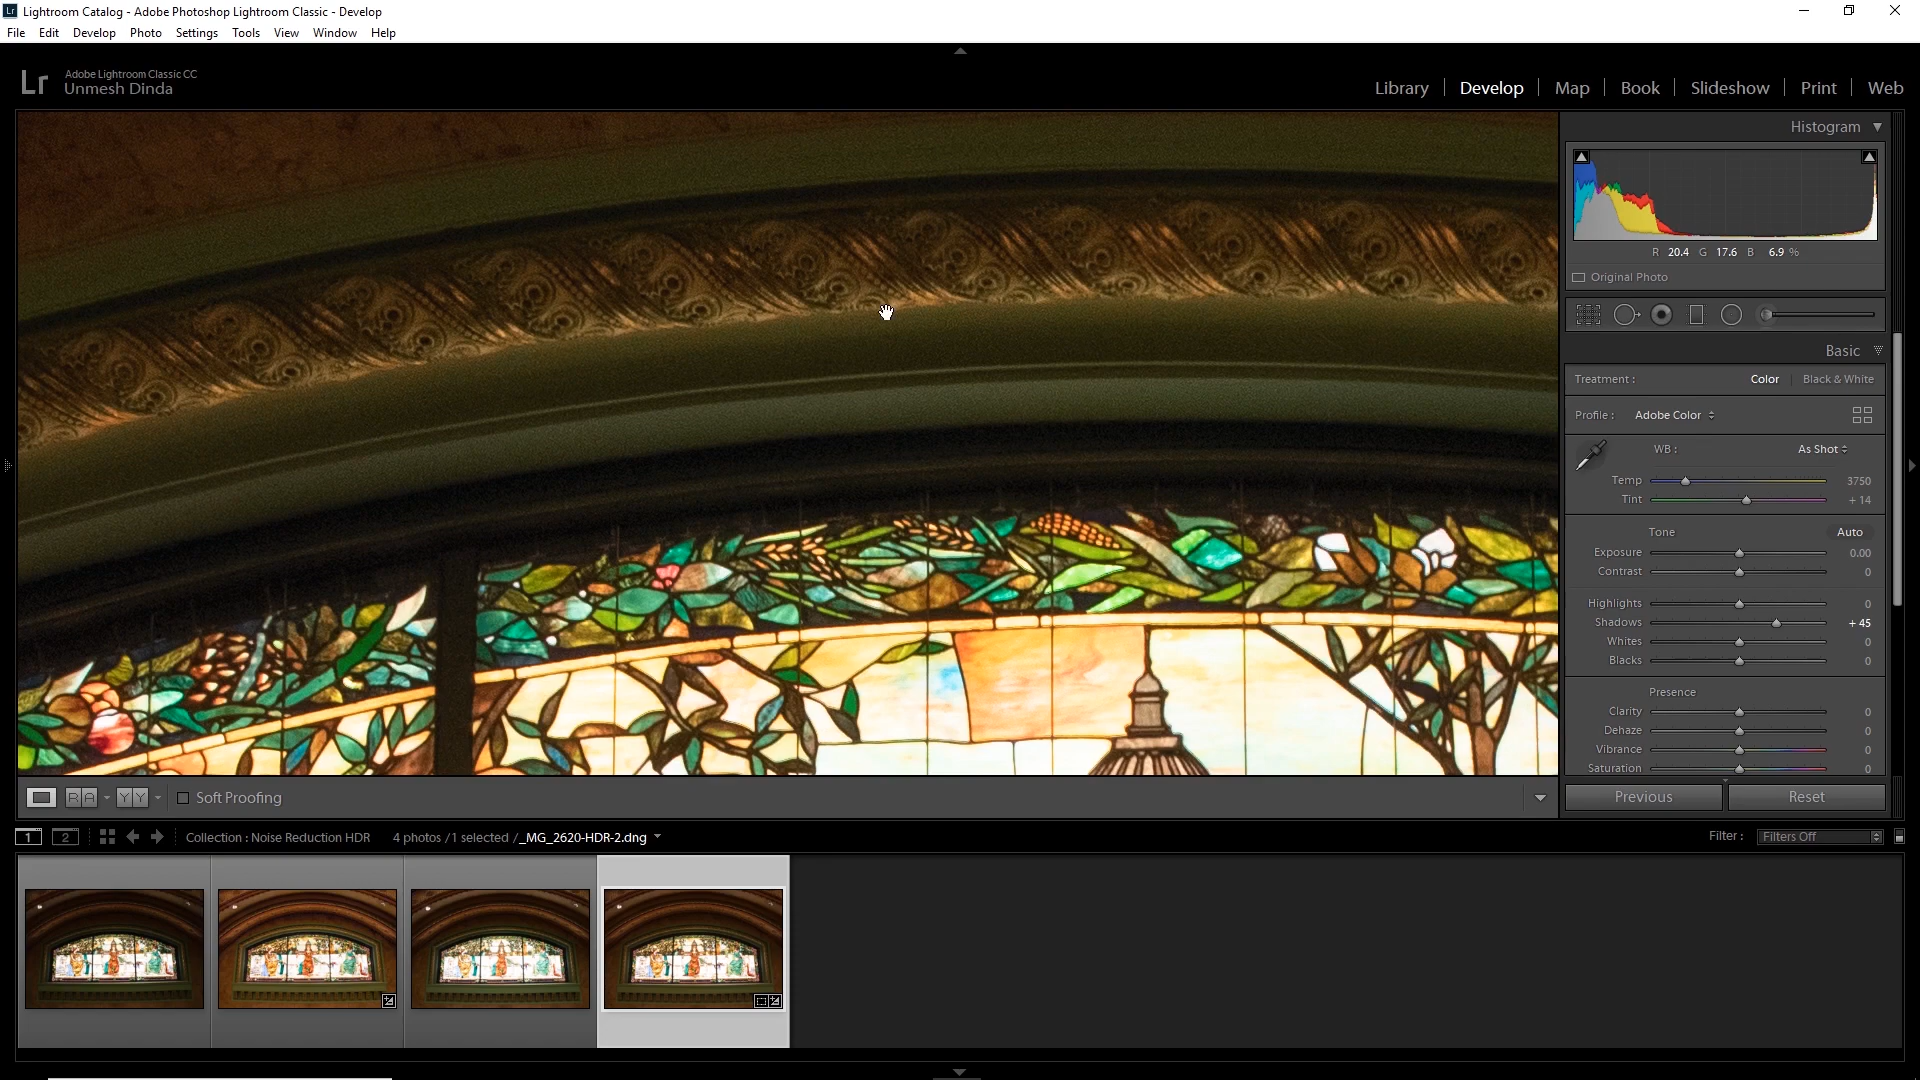 Lr Lightroom Catalog - Adobe Photoshop Lightroom Classic - Develop
File Edit Develop Photo Settings Tools View Window Help
Lr Adobe Lightroom Classic CC
Unmesh Dinda
Library Develop Map Book Slideshow Print Web
Histogram
R 20.4 G 17.6 B 6.9 %
Original Photo
Basic
Treatment : Color Black & White
Profile : Adobe Color
WB : As Shot
Temp 3750
Tint + 14
Tone Auto
Exposure 0.00
Contrast 0
Highlights 0
Shadows + 45
Whites 0
Blacks 0
Presence
Clarity 0
Dehaze 0
Vibrance 0
Saturation 0
R A Y Y Soft Proofing
Previous Reset
1 2 Collection : Noise Reduction HDR 4 photos / 1 selected / _MG_2620-HDR-2.dng Filter : Filters Off